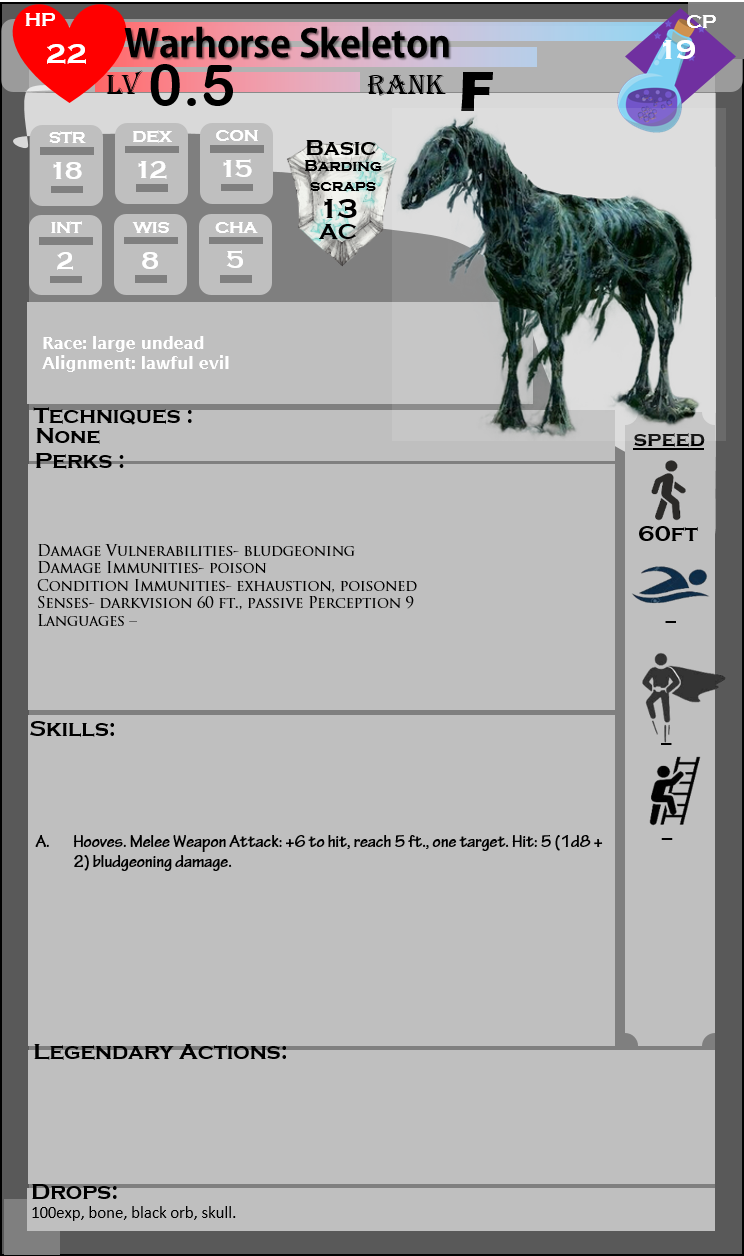 HP
22
Warhorse Skeleton
CP
19
LV 0.5
RANK F
STR
18
DEX
12
CON
15
INT
2
WIS
8
CHA
5
Basic
Barding
scraps
13
AC
Race: large undead
Alignment: lawful evil
Techniques :
None
Perks :
Damage Vulnerabilities- bludgeoning
Damage Immunities- poison
Condition Immunities- exhaustion, poisoned
Senses- darkvision 60 ft., passive Perception 9
Languages –
SPEED
60FT
–
–
–
Skills:
A. Hooves. Melee Weapon Attack: +6 to hit, reach 5 ft., one target. Hit: 5 (1d8 +
2) bludgeoning damage.
Legendary Actions:
Drops:
100exp, bone, black orb, skull.